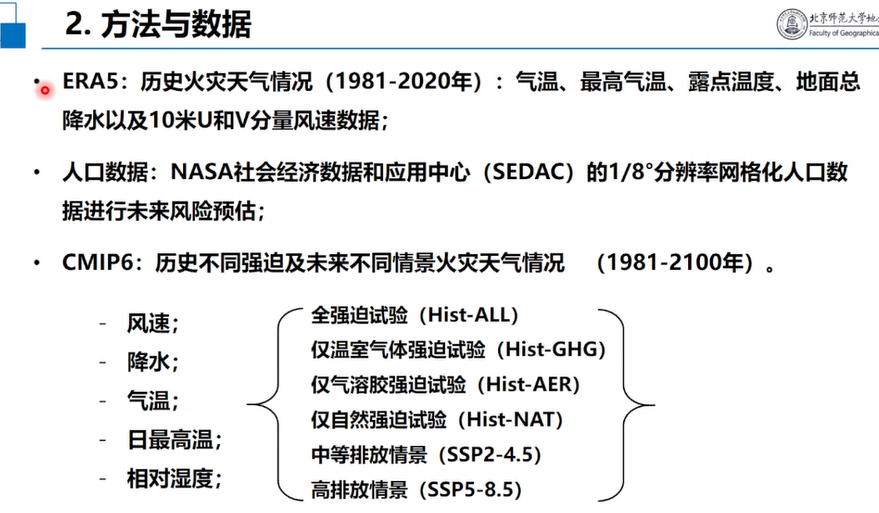 2. 方法与数据
北京师范大学地
Faculty of Geographical
• ERA5：历史火灾天气情况（1981-2020年）：气温、最高气温、露点温度、地面总
降水以及10米U和V分量风速数据；
• 人口数据：NASA社会经济数据和应用中心（SEDAC）的1/8°分辨率网格化人口数
据进行未来风险预估；
• CMIP6：历史不同强迫及未来不同情景火灾天气情况 （1981-2100年）。
- 风速；
- 降水；
- 气温；
- 日最高温；
- 相对湿度；
全强迫试验（Hist-ALL）
仅温室气体强迫试验（Hist-GHG）
仅气溶胶强迫试验（Hist-AER）
仅自然强迫试验（Hist-NAT）
中等排放情景（SSP2-4.5）
高排放情景（SSP5-8.5）